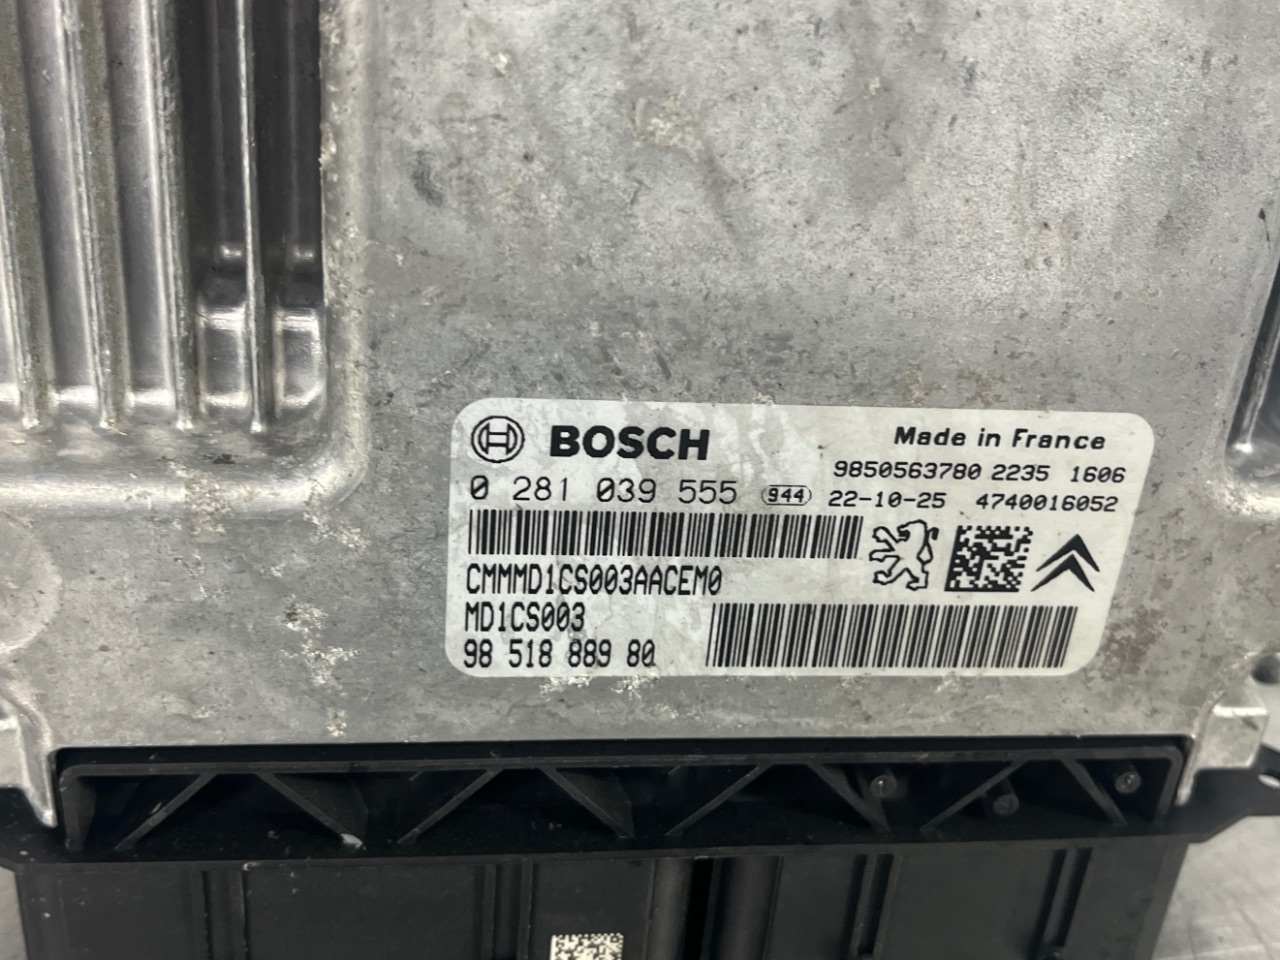 BOSCH
Made in France
9850563780 2235 1606
0 281 039 555 944 22-10-25 4740016052
CMMMD1CS003AACEM0
MD1CS003
98 518 889 80